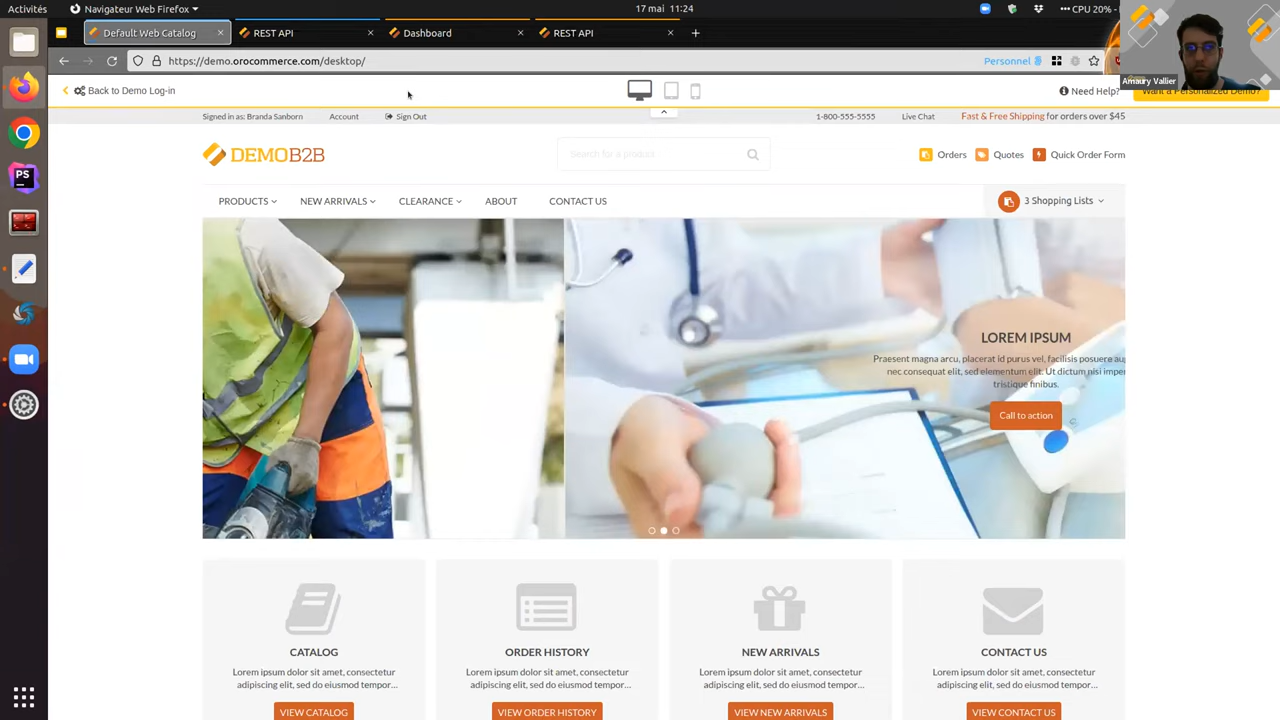 Activités
Navigateur Web Firefox
17 mai 11:24
CPU 20%
Default Web Catalog
REST API
Dashboard
REST API
https://demo.orocommerce.com/desktop/
Personnel
Amaury Vallier
Back to Demo Log-in
Need Help?
Want a Personalized Demo?
Signed in as: Branda Sanborn
Account
Sign Out
1-800-555-5555
Live Chat
Fast & Free Shipping for orders over $45
DEMOB2B
Search for a product
Orders
Quotes
Quick Order Form
PRODUCTS
NEW ARRIVALS
CLEARANCE
ABOUT
CONTACT US
3 Shopping Lists
LOREM IPSUM
Praesent magna arcu, placerat id purus vel, facilisis posuere
nec consequat elit, sed elementum elit. Ut dictum nisi
tristique finibus.
Call to action
CATALOG
Lorem ipsum dolor sit amet, consectetur
adipiscing elit, sed do eiusmod tempor...
VIEW CATALOG
ORDER HISTORY
Lorem ipsum dolor sit amet, consectetur
adipiscing elit, sed do eiusmod tempor...
VIEW ORDER HISTORY
NEW ARRIVALS
Lorem ipsum dolor sit amet, consectetur
adipiscing elit, sed do eiusmod tempor...
VIEW NEW ARRIVALS
CONTACT US
Lorem ipsum dolor sit amet, consectetur
adipiscing elit, sed do eiusmod tempor...
VIEW CONTACT US
PS